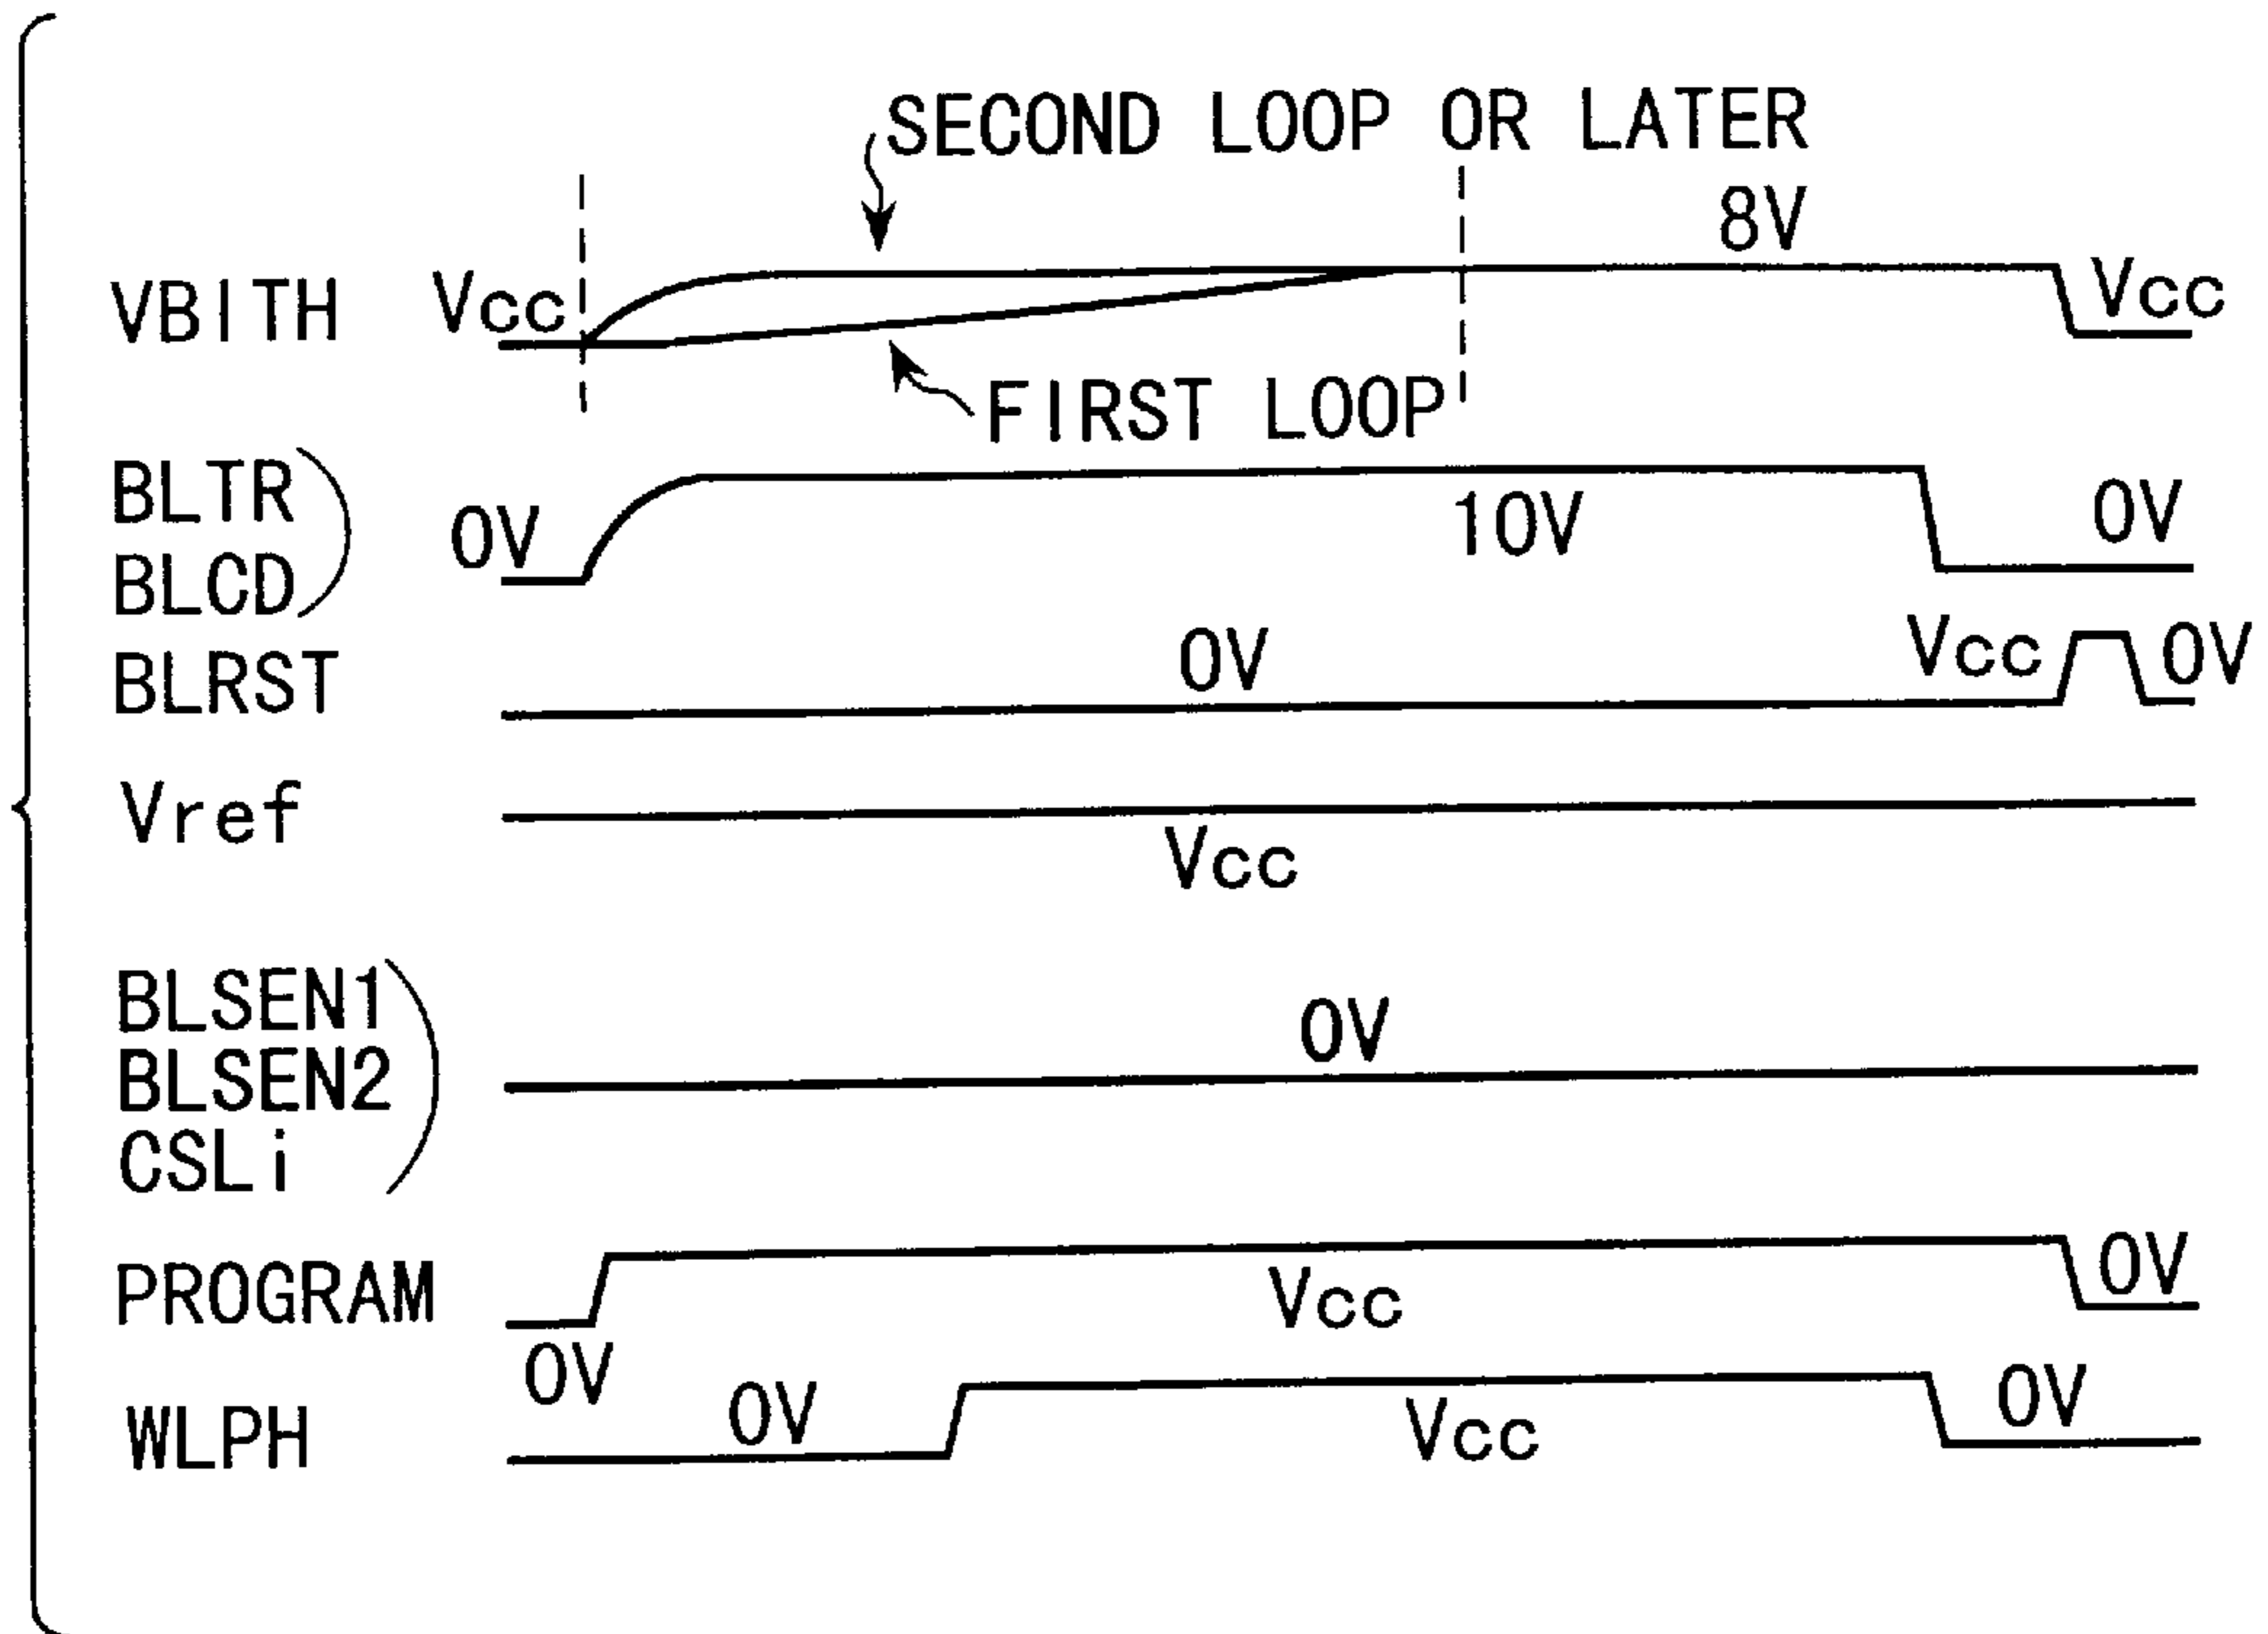 SECOND LOOP OR LATER
8V
VBITH Vcc Vcc
FIRST LOOP
BLTR
0V 10V 0V
BLCD
BLRST 0V Vcc 0V
Vref
Vcc
BLSEN1
0V
BLSEN2
CSLi
PROGRAM Vcc 0V
0V
WLPH 0V Vcc 0V